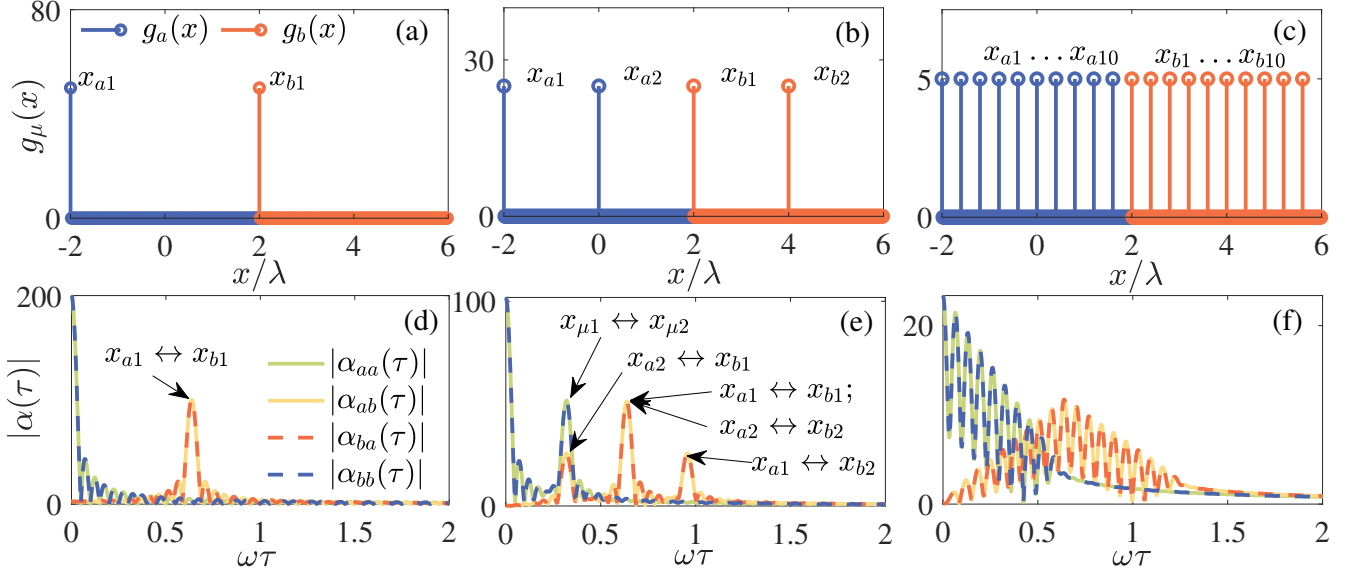 80
g_a(x) g_b(x) (a)
x_{a1} x_{b1}
g_μ(x)
0
-2 0 2 4 6
x/λ
(b)
30
x_{a1} x_{a2} x_{b1} x_{b2}
0
-2 0 2 4 6
x/λ
(c)
x_{a1} … x_{a10} x_{b1} … x_{b10}
5
0
-2 0 2 4 6
x/λ
200
(d)
x_{a1} ↔ x_{b1}
|α_{aa}(τ)|
|α_{ab}(τ)|
|α_{ba}(τ)|
|α_{bb}(τ)|
|α(τ)|
100
0
0 0.5 1 1.5 2
ωτ
100
(e)
x_{μ1} ↔ x_{μ2}
x_{a2} ↔ x_{b1}
x_{a1} ↔ x_{b1};
x_{a2} ↔ x_{b2}
x_{a1} ↔ x_{b2}
0
0 0.5 1 1.5 2
ωτ
(f)
20
0
0 0.5 1 1.5 2
ωτ